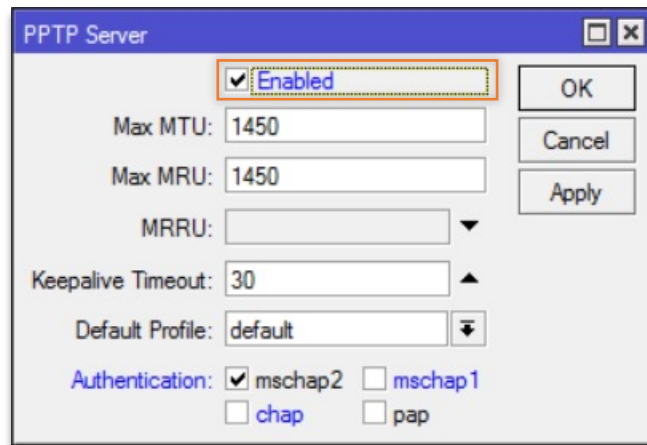 PPTP Server
Enabled
OK
Max MTU: 1450
Cancel
Max MRU: 1450
Apply
MRRU:
Keepalive Timeout: 30
Default Profile: default
Authentication: mschap2 mschap1
chap pap